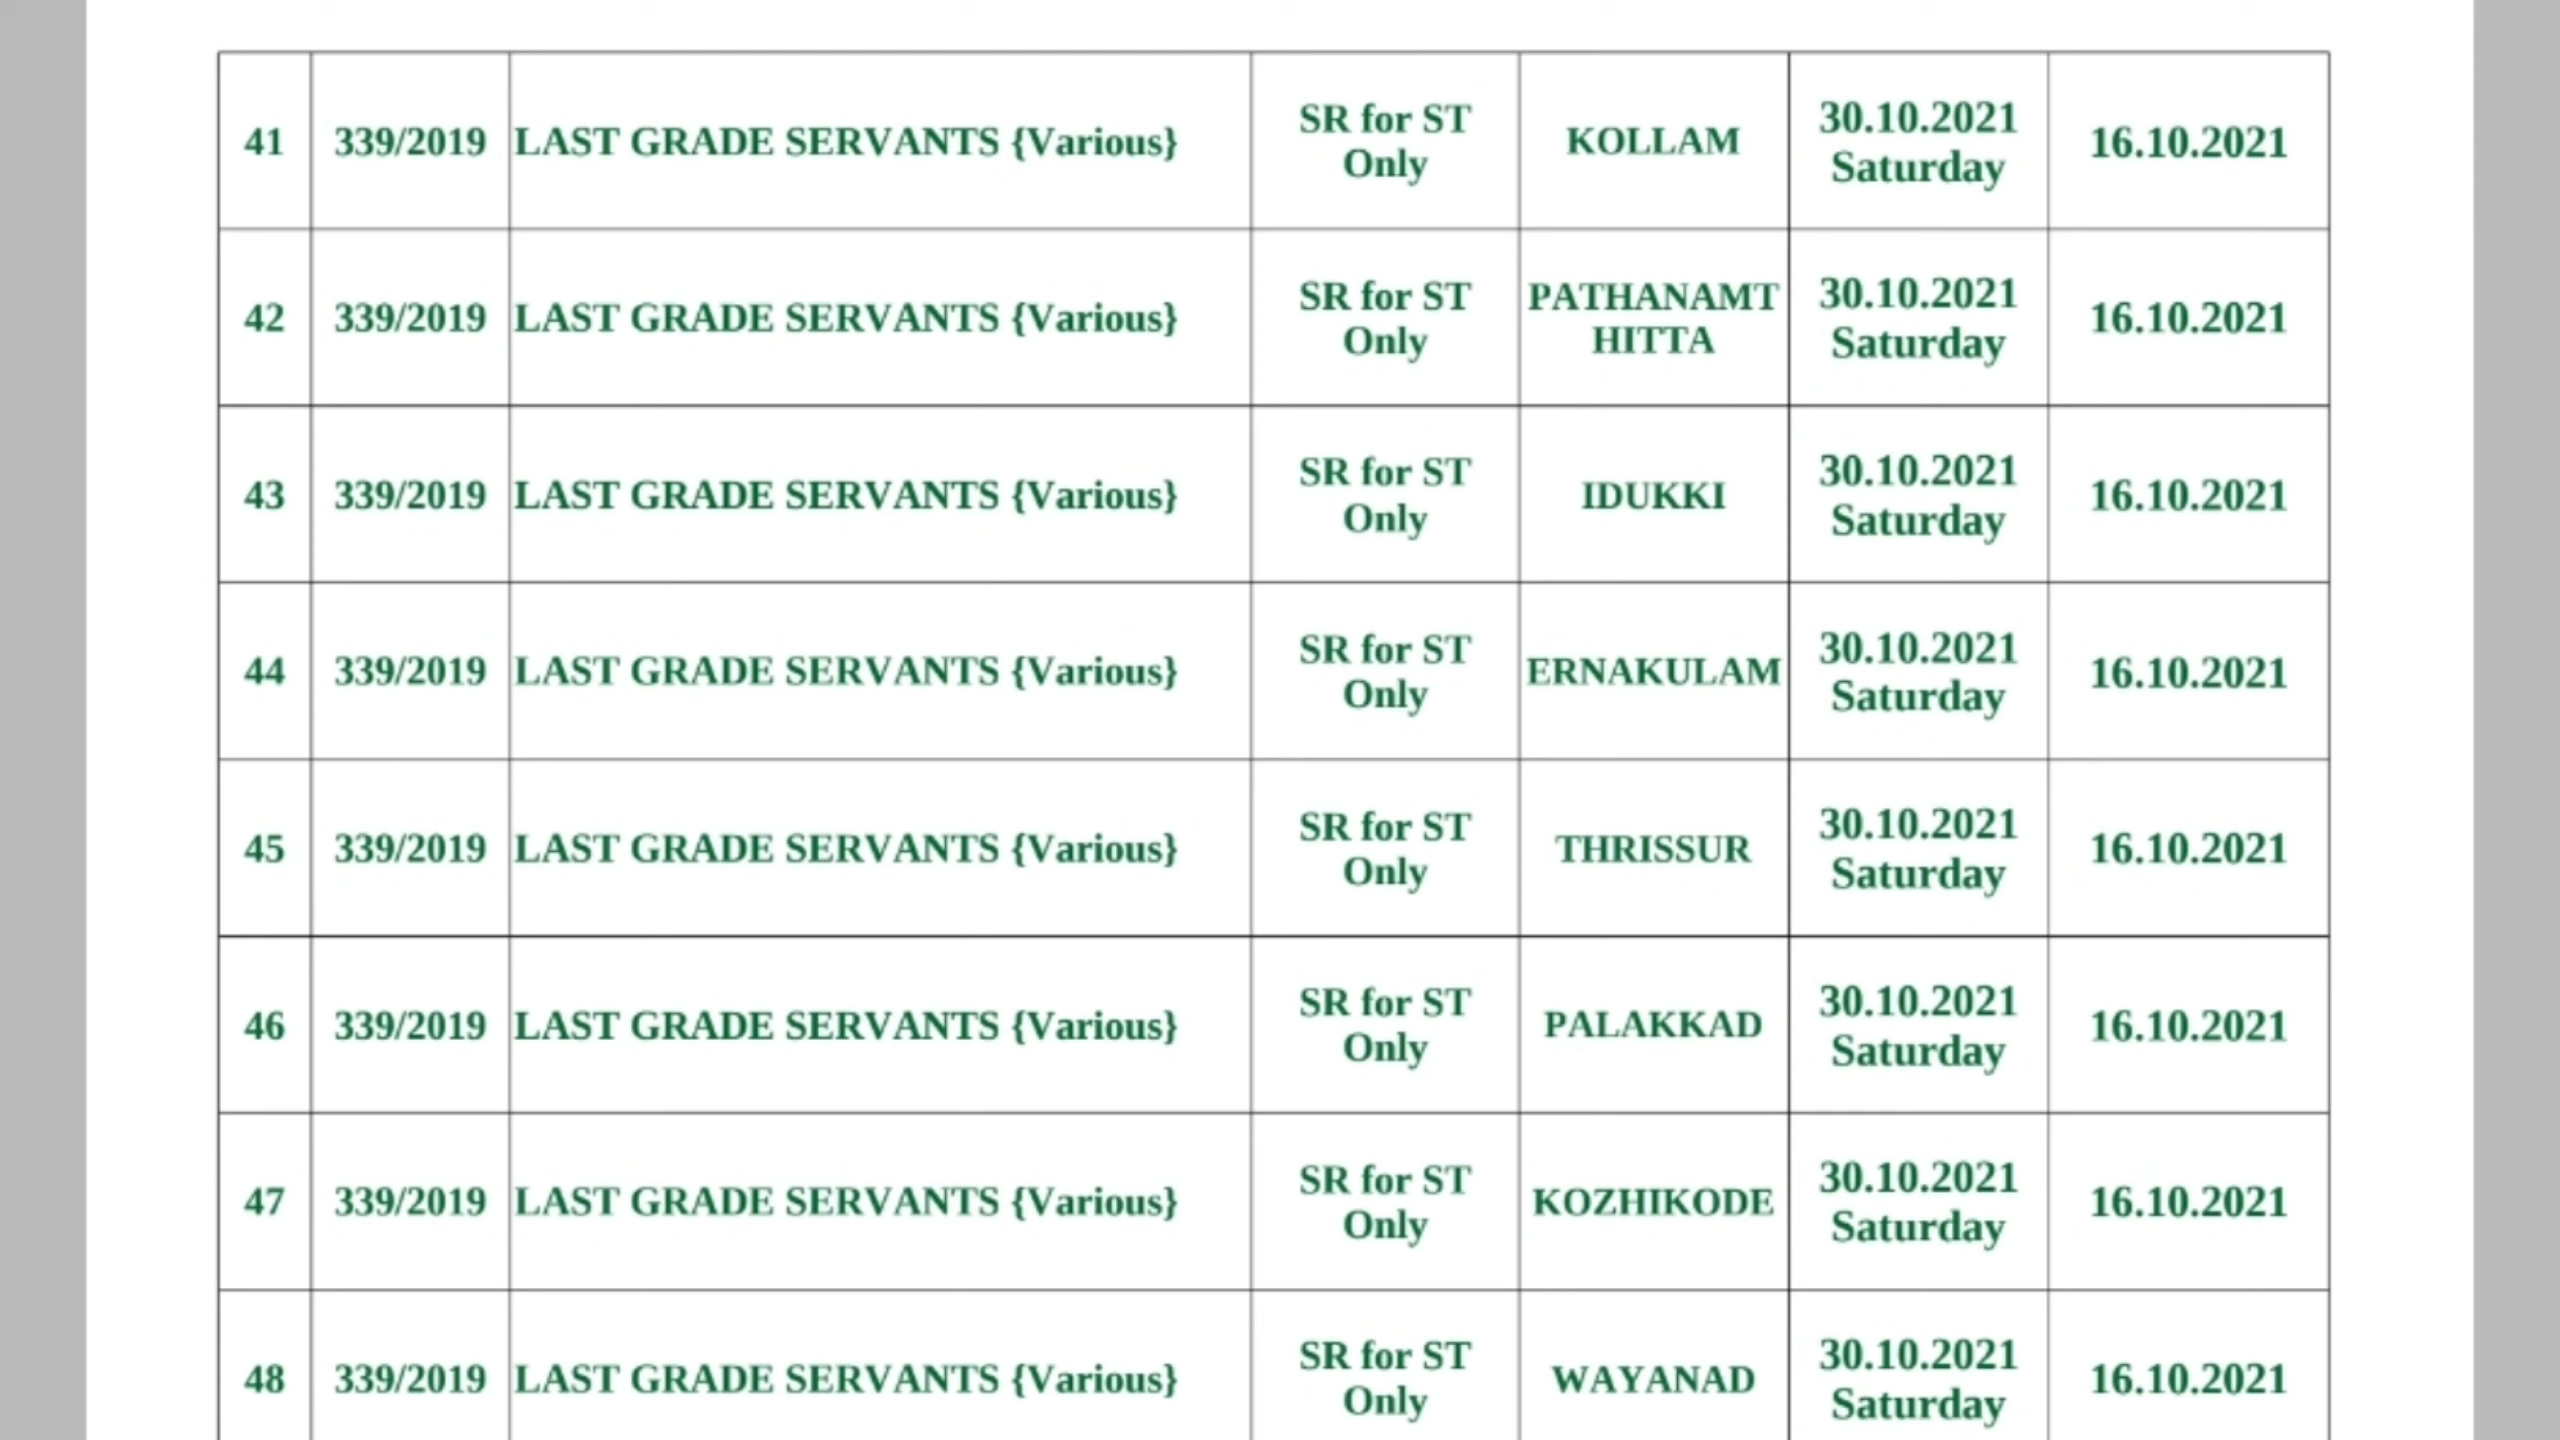 41 339/2019 LAST GRADE SERVANTS {Various} SR for ST Only KOLLAM 30.10.2021 Saturday 16.10.2021
42 339/2019 LAST GRADE SERVANTS {Various} SR for ST Only PATHANAMT HITTA 30.10.2021 Saturday 16.10.2021
43 339/2019 LAST GRADE SERVANTS {Various} SR for ST Only IDUKKI 30.10.2021 Saturday 16.10.2021
44 339/2019 LAST GRADE SERVANTS {Various} SR for ST Only ERNAKULAM 30.10.2021 Saturday 16.10.2021
45 339/2019 LAST GRADE SERVANTS {Various} SR for ST Only THRISSUR 30.10.2021 Saturday 16.10.2021
46 339/2019 LAST GRADE SERVANTS {Various} SR for ST Only PALAKKAD 30.10.2021 Saturday 16.10.2021
47 339/2019 LAST GRADE SERVANTS {Various} SR for ST Only KOZHIKODE 30.10.2021 Saturday 16.10.2021
48 339/2019 LAST GRADE SERVANTS {Various} SR for ST Only WAYANAD 30.10.2021 Saturday 16.10.2021